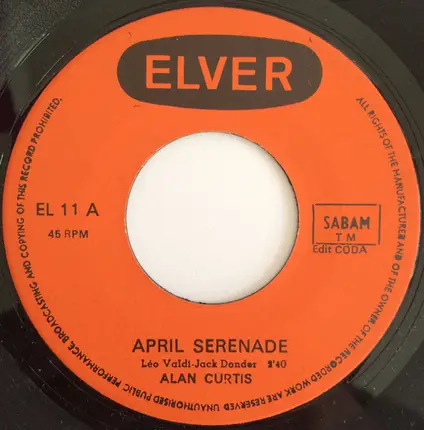 ELVER
EL 11 A
45 RPM
SABAM
T M
Edit CODA
APRIL SERENADE
Léo Valdi-Jack Donder 2'40
ALAN CURTIS
ALL RIGHTS OF THE MANUFACTURER AND OF THE OWNER OF THE RECORDED WORK ARE RESERVED UNAUTHORISED PUBLIC PERFORMANCE, BROADCASTING AND COPYING OF THIS RECORD PROHIBITED.